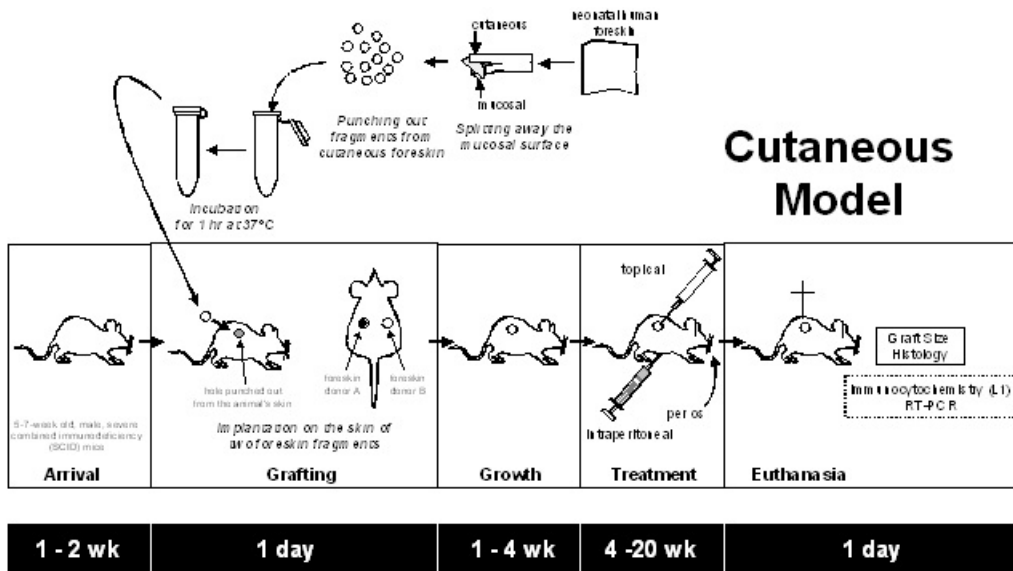 cutaneous
neonatal human
foreskin
mucosal
Punching out
fragments from
cutaneous foreskin
Splitting away the
mucosal surface
Cutaneous
Model
Incubation
for 1 hr at 37°C
topical
foreskin
donor A
foreskin
donor B
hole punched out
from the animal's skin
Implantation on the skin of
two foreskin fragments
per os
Intraperitoneal
Graft Size
Histology
Immunocytochemistry (L1)
RT-PCR
5-7-week old, male, severe
combined immunodeficiency
(SCID) mice
Arrival
Grafting
Growth
Treatment
Euthanasia
1 - 2 wk
1 day
1 - 4 wk
4 -20 wk
1 day